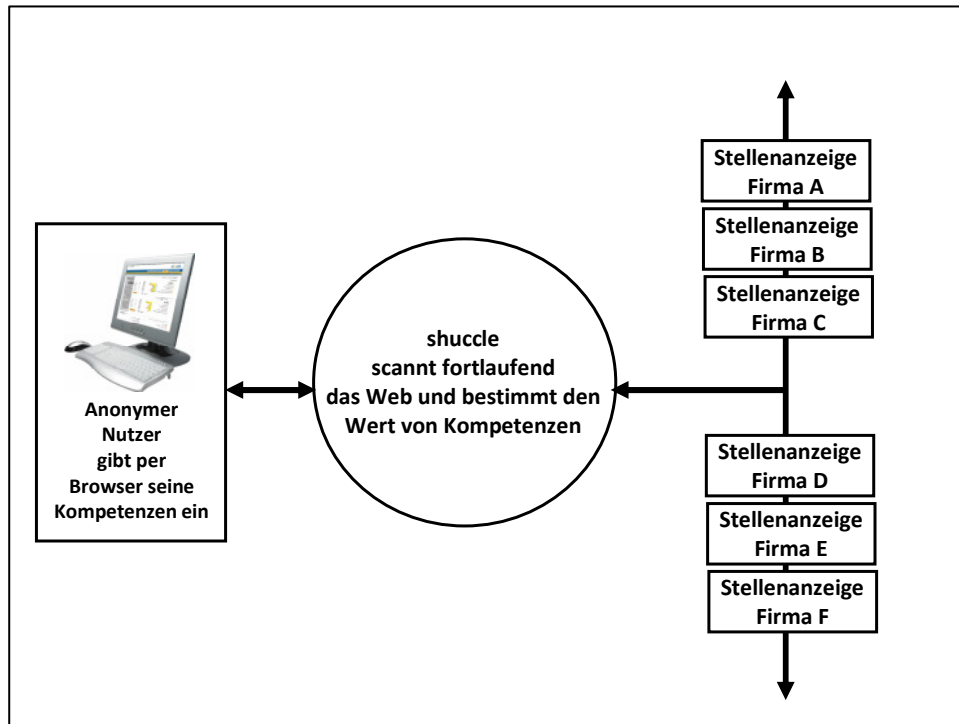 Anonymer
Nutzer
gibt per
Browser seine
Kompetenzen ein
shuccle
scannt fortlaufend
das Web und bestimmt den
Wert von Kompetenzen
Stellenanzeige
Firma A
Stellenanzeige
Firma B
Stellenanzeige
Firma C
Stellenanzeige
Firma D
Stellenanzeige
Firma E
Stellenanzeige
Firma F